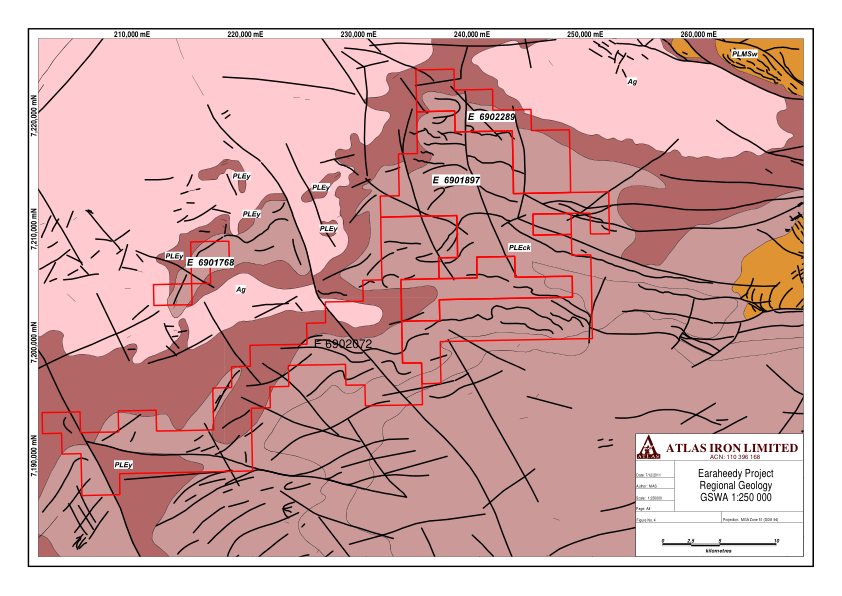 210,000 mE 220,000 mE 230,000 mE 240,000 mE 250,000 mE 260,000 mE
PLMSw
Ag
7,220,000 mN
E 6902289
PLEy
E 6901897
PLEy
PLEy
7,210,000 mN
PLEy
PLEck
PLEy
E 6901768
Ag
7,200,000 mN
E 6902072
7,190,000 mN
PLEy
ATLAS
ATLAS IRON LIMITED
ACN: 110 396 168
Earaheedy Project
Regional Geology
GSWA 1:250 000
Author: MAS
Scale: 1:250000
Page: A4
Figure No. 4
Projection: MGA Zone 51 (GDA 94)
0 2.5 5 10
kilometres